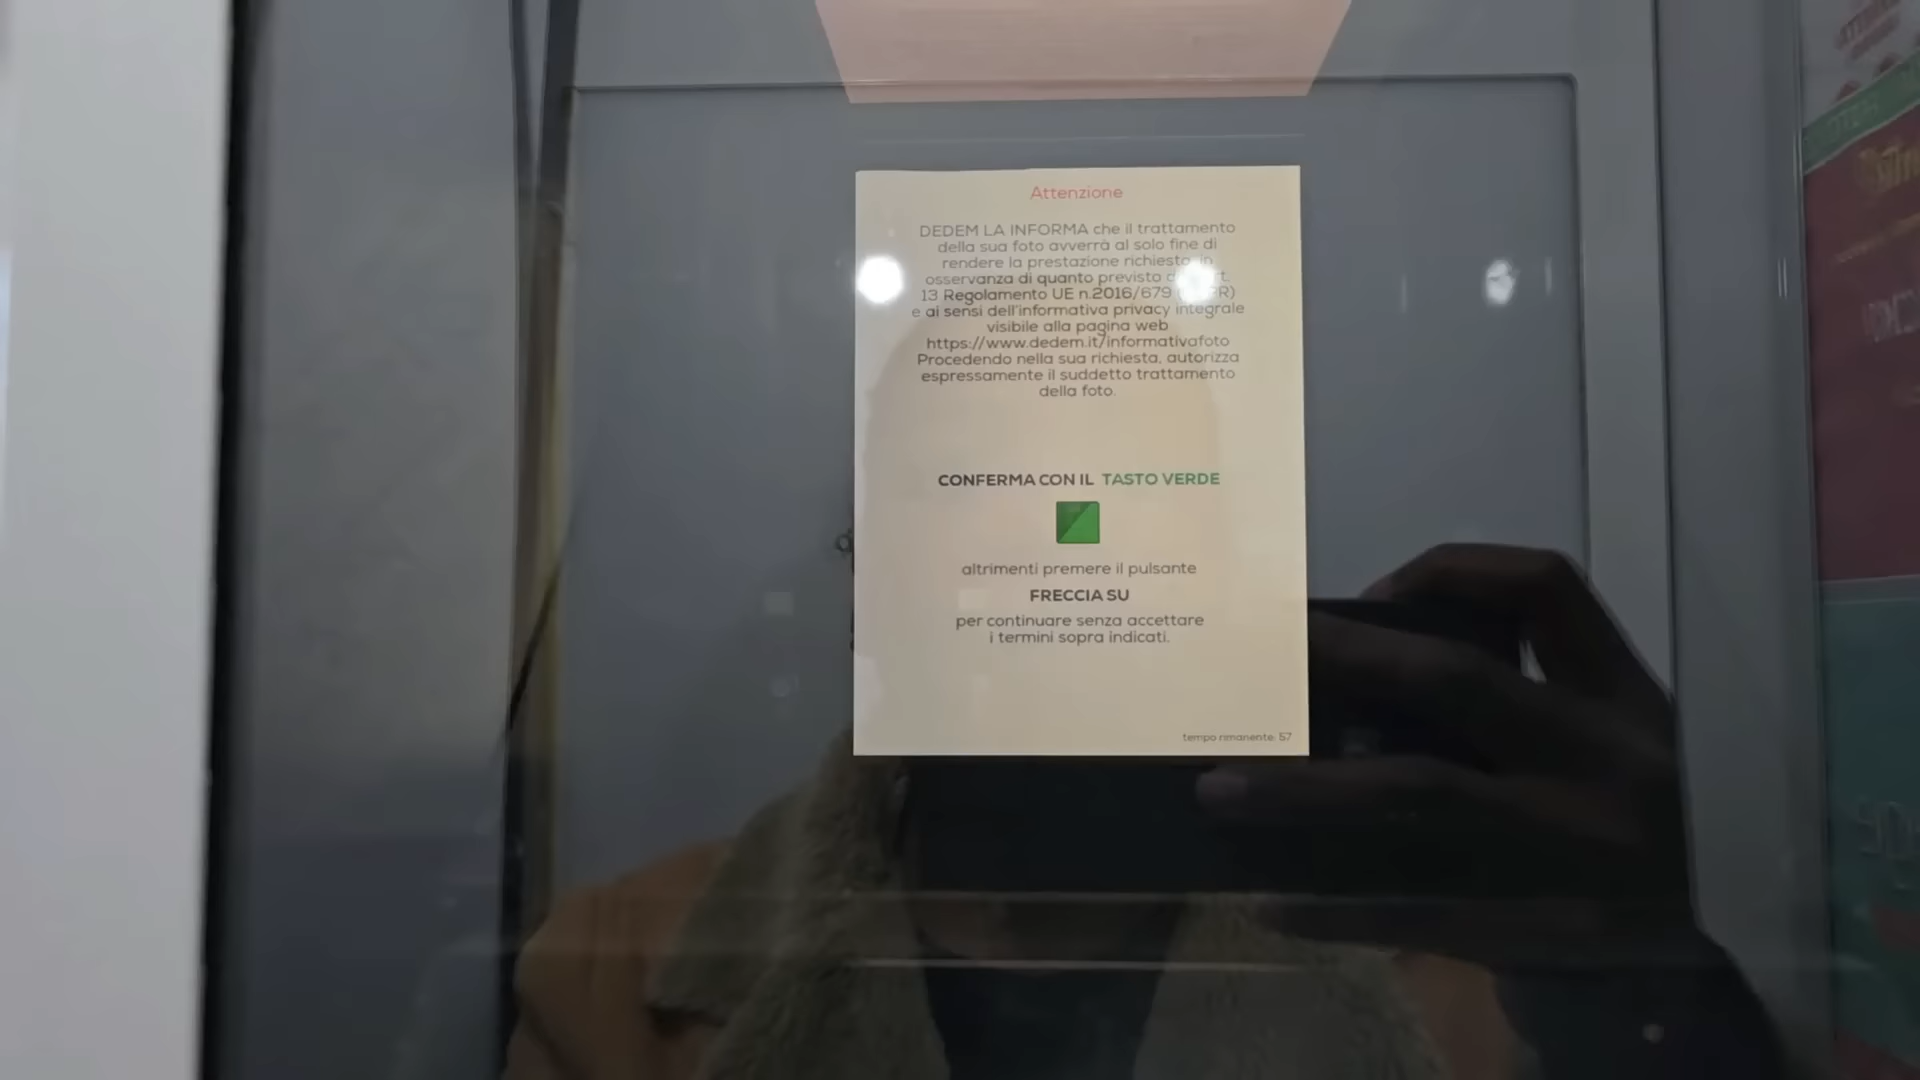 Attenzione
DEDEM LA INFORMA che il trattamento
della sua foto avverrà al solo fine di
rendere la prestazione richiesta, in
osservanza di quanto previsto
13 Regolamento UE n.2016/679
e ai sensi dell'informativa privacy integrale
visibile alla pagina web
https://www.dedem.it/informativafoto
Procedendo nella sua richiesta, autorizza
espressamente il suddetto trattamento
della foto.
CONFERMA CON IL TASTO VERDE
altrimenti premere il pulsante
FRECCIA SU
per continuare senza accettare
i termini sopra indicati.
tempo rimanente: 57